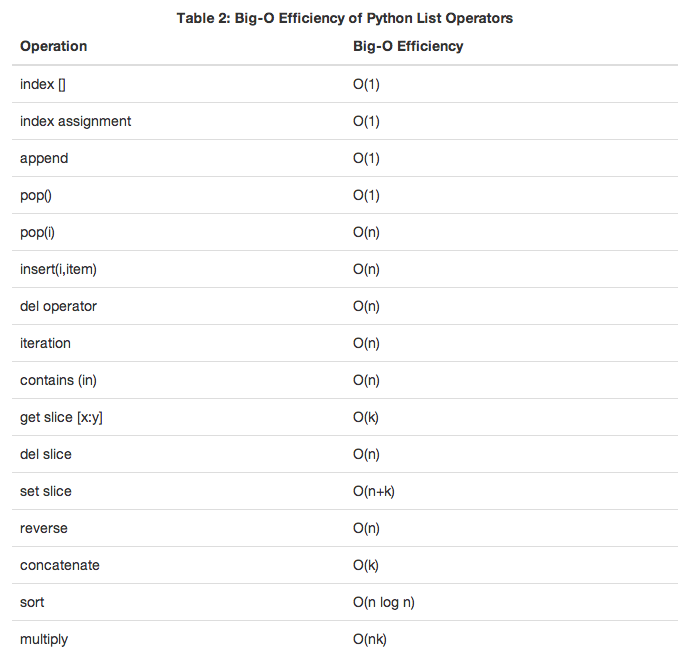 Table 2: Big-O Efficiency of Python List Operators
Operation Big-O Efficiency
index [] O(1)
index assignment O(1)
append O(1)
pop() O(1)
pop(i) O(n)
insert(i,item) O(n)
del operator O(n)
iteration O(n)
contains (in) O(n)
get slice [x:y] O(k)
del slice O(n)
set slice O(n+k)
reverse O(n)
concatenate O(k)
sort O(n log n)
multiply O(nk)